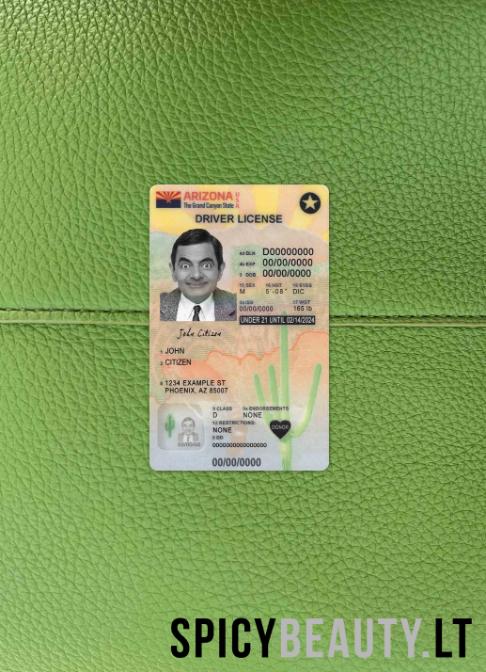 ARIZONA USA
The Grand Canyon State
DRIVER LICENSE
4d DLN D00000000
4b EXP 00/00/0000
3 DOB 00/00/0000
15 SEX 16 HGT 18 EYES
M 5'-08" DIC
17 WGT
00/00/0000 165 lb
UNDER 21 UNTIL 02/14/2024
John Citizen
1 JOHN
2 CITIZEN
8 1234 EXAMPLE ST
PHOENIX, AZ 85007
9 CLASS 9a ENDORSEMENTS
D NONE
12 RESTRICTIONS
NONE
5 DD
DONOR
00/00/0000
SPICYBEAUTY.LT